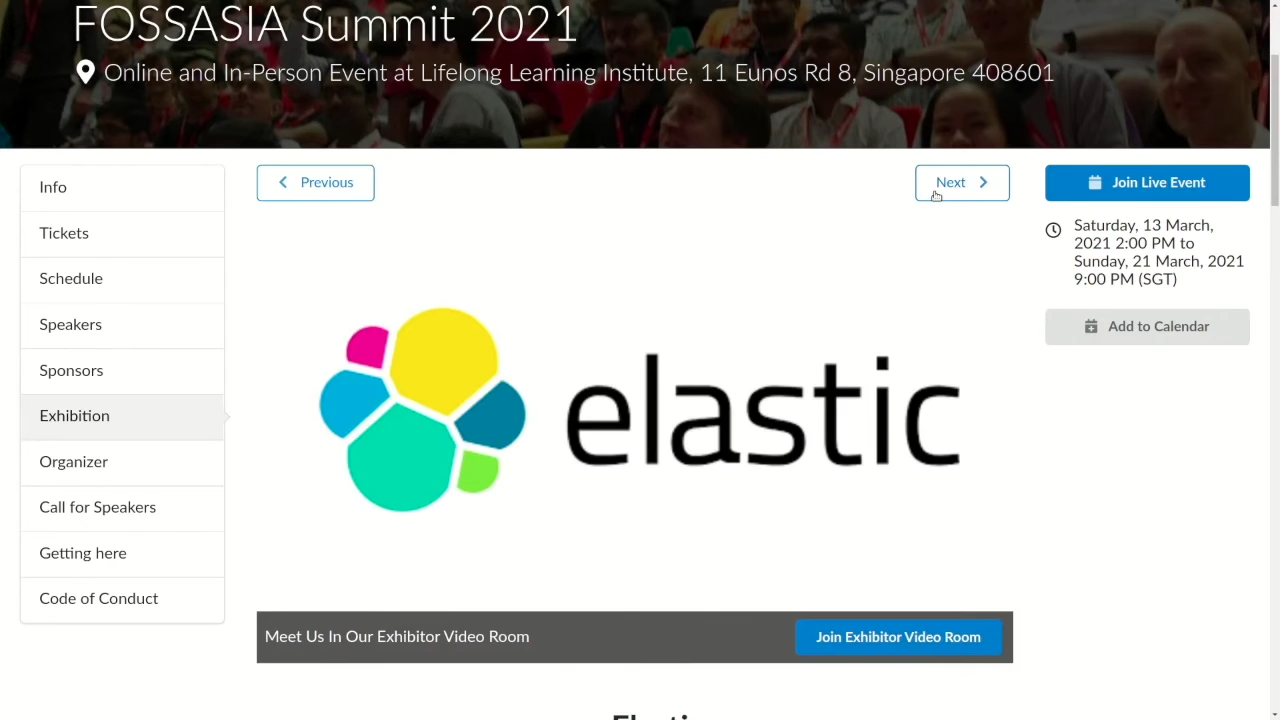 FOSSASIA Summit 2021
Online and In-Person Event at Lifelong Learning Institute, 11 Eunos Rd 8, Singapore 408601
Info
Tickets
Schedule
Speakers
Sponsors
Exhibition
Organizer
Call for Speakers
Getting here
Code of Conduct
Previous
Next
elastic
Meet Us In Our Exhibitor Video Room
Join Exhibitor Video Room
Join Live Event
Saturday, 13 March,
2021 2:00 PM to
Sunday, 21 March, 2021
9:00 PM (SGT)
Add to Calendar